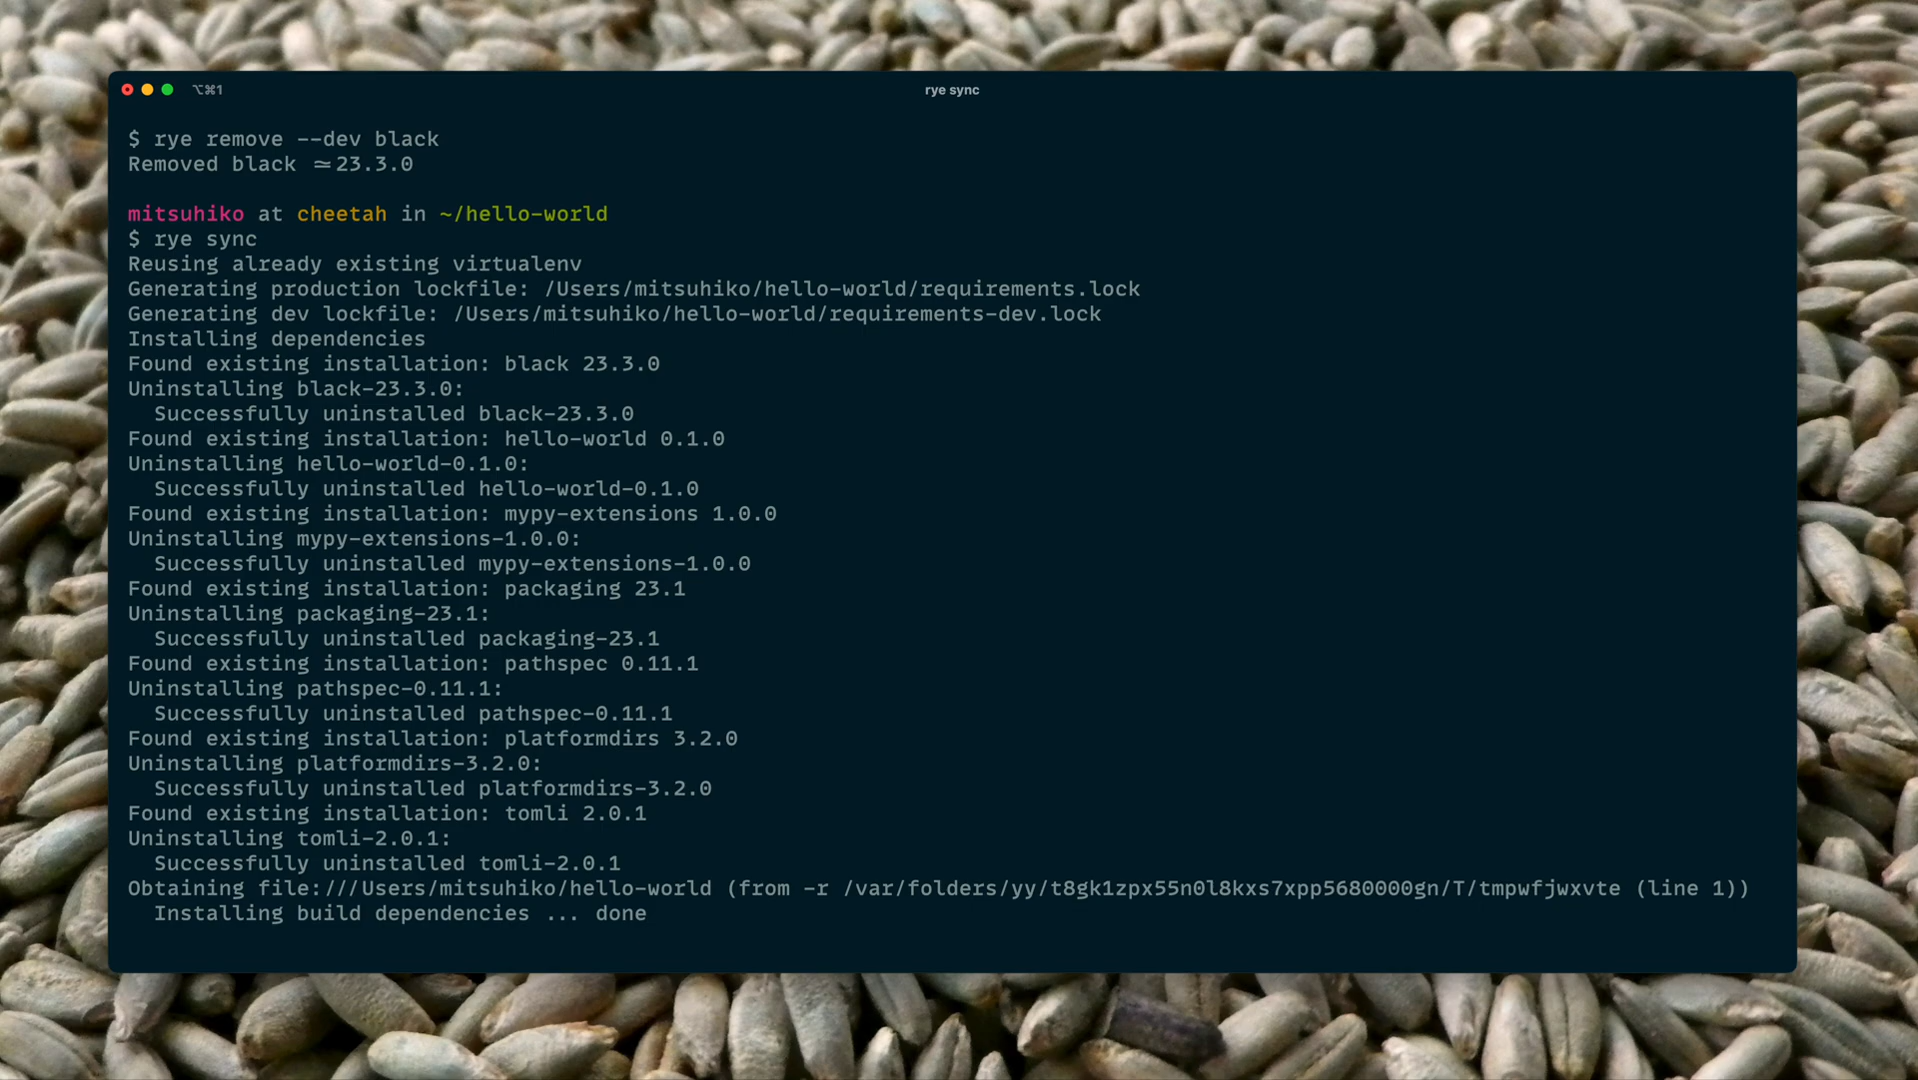 ⌥⌘1
rye sync
$ rye remove --dev black
Removed black ~=23.3.0
mitsuhiko at cheetah in ~/hello-world
$ rye sync
Reusing already existing virtualenv
Generating production lockfile: /Users/mitsuhiko/hello-world/requirements.lock
Generating dev lockfile: /Users/mitsuhiko/hello-world/requirements-dev.lock
Installing dependencies
Found existing installation: black 23.3.0
Uninstalling black-23.3.0:
  Successfully uninstalled black-23.3.0
Found existing installation: hello-world 0.1.0
Uninstalling hello-world-0.1.0:
  Successfully uninstalled hello-world-0.1.0
Found existing installation: mypy-extensions 1.0.0
Uninstalling mypy-extensions-1.0.0:
  Successfully uninstalled mypy-extensions-1.0.0
Found existing installation: packaging 23.1
Uninstalling packaging-23.1:
  Successfully uninstalled packaging-23.1
Found existing installation: pathspec 0.11.1
Uninstalling pathspec-0.11.1:
  Successfully uninstalled pathspec-0.11.1
Found existing installation: platformdirs 3.2.0
Uninstalling platformdirs-3.2.0:
  Successfully uninstalled platformdirs-3.2.0
Found existing installation: tomli 2.0.1
Uninstalling tomli-2.0.1:
  Successfully uninstalled tomli-2.0.1
Obtaining file:///Users/mitsuhiko/hello-world (from -r /var/folders/yy/t8gk1zpx55n0l8kxs7xpp5680000gn/T/tmpwfjwxvte (line 1))
  Installing build dependencies ... done